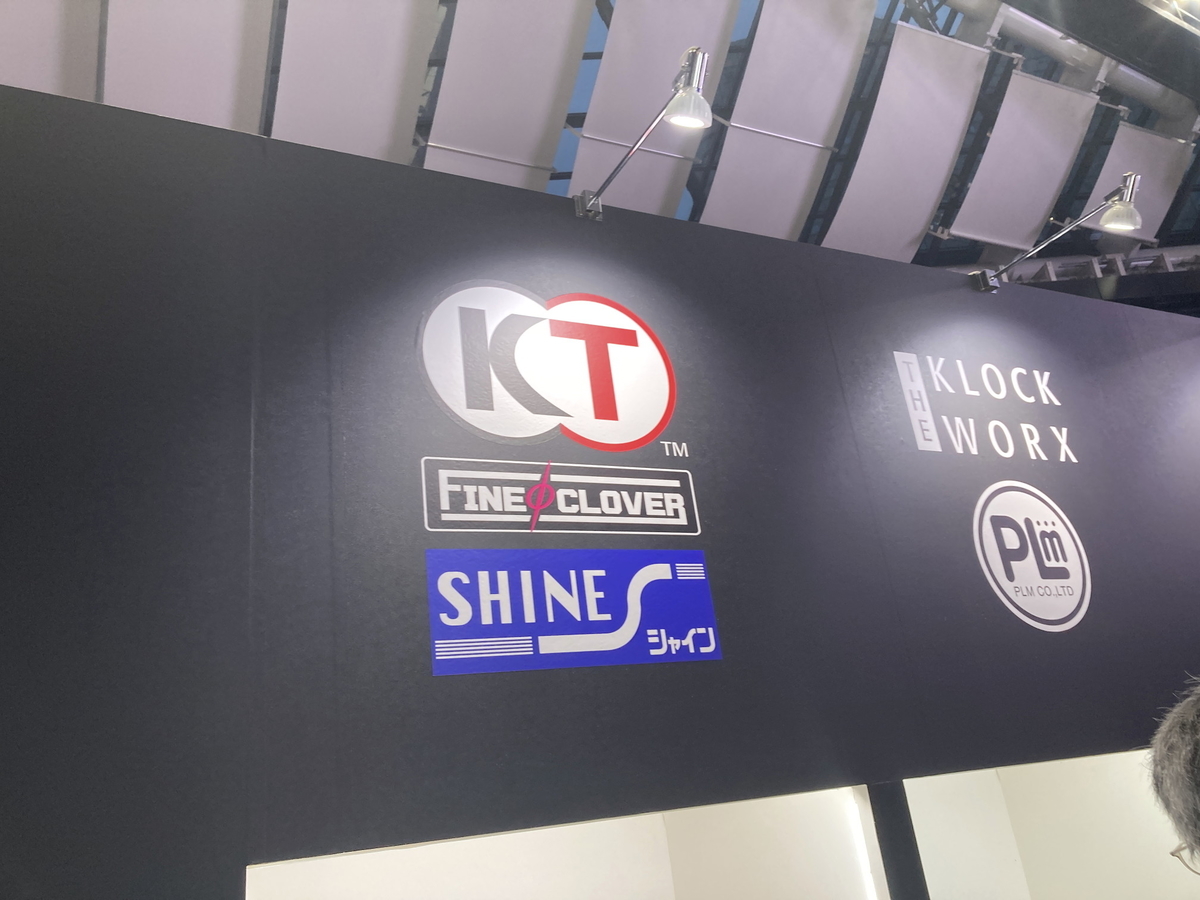 KT
TM
FINE CLOVER
SHINE
シャイン
THE
KLOCK
WORX
PLm
PLM CO.,LTD